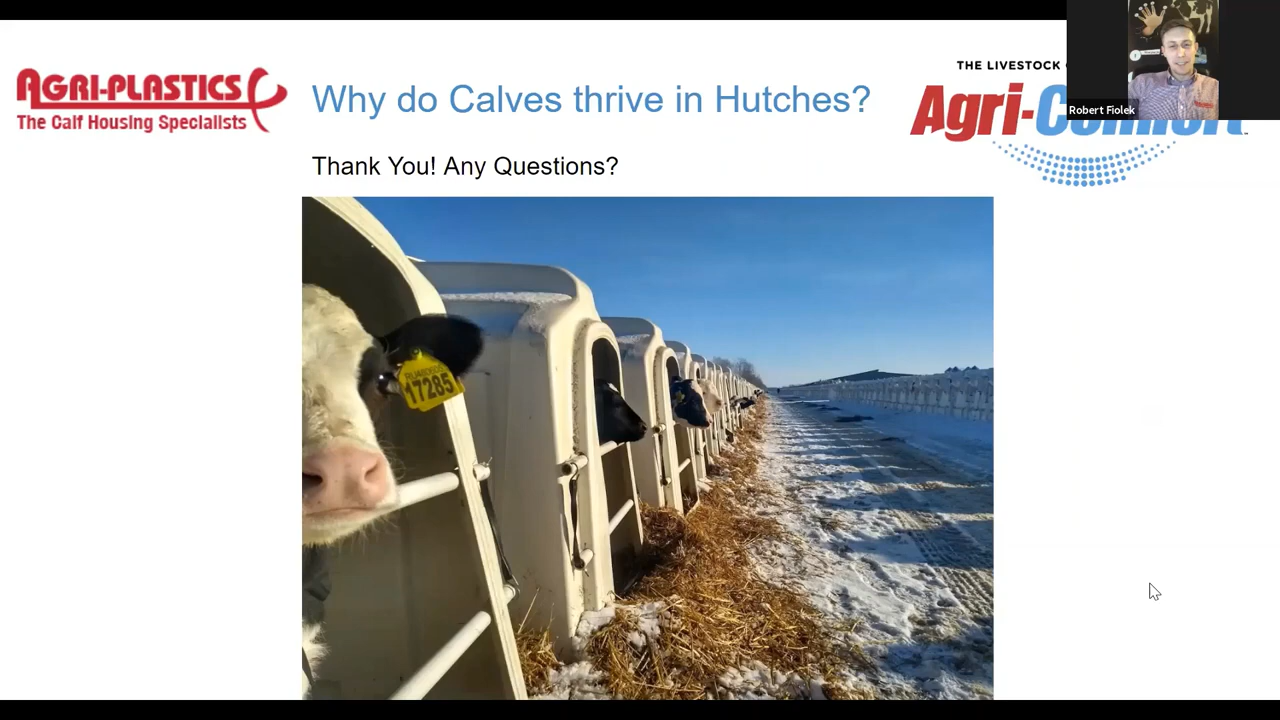 AGRI-PLASTICS
The Calf Housing Specialists
Why do Calves thrive in Hutches?
THE LIVESTOCK
Agri-Comfort
Robert Fiolek
Thank You! Any Questions?
17285